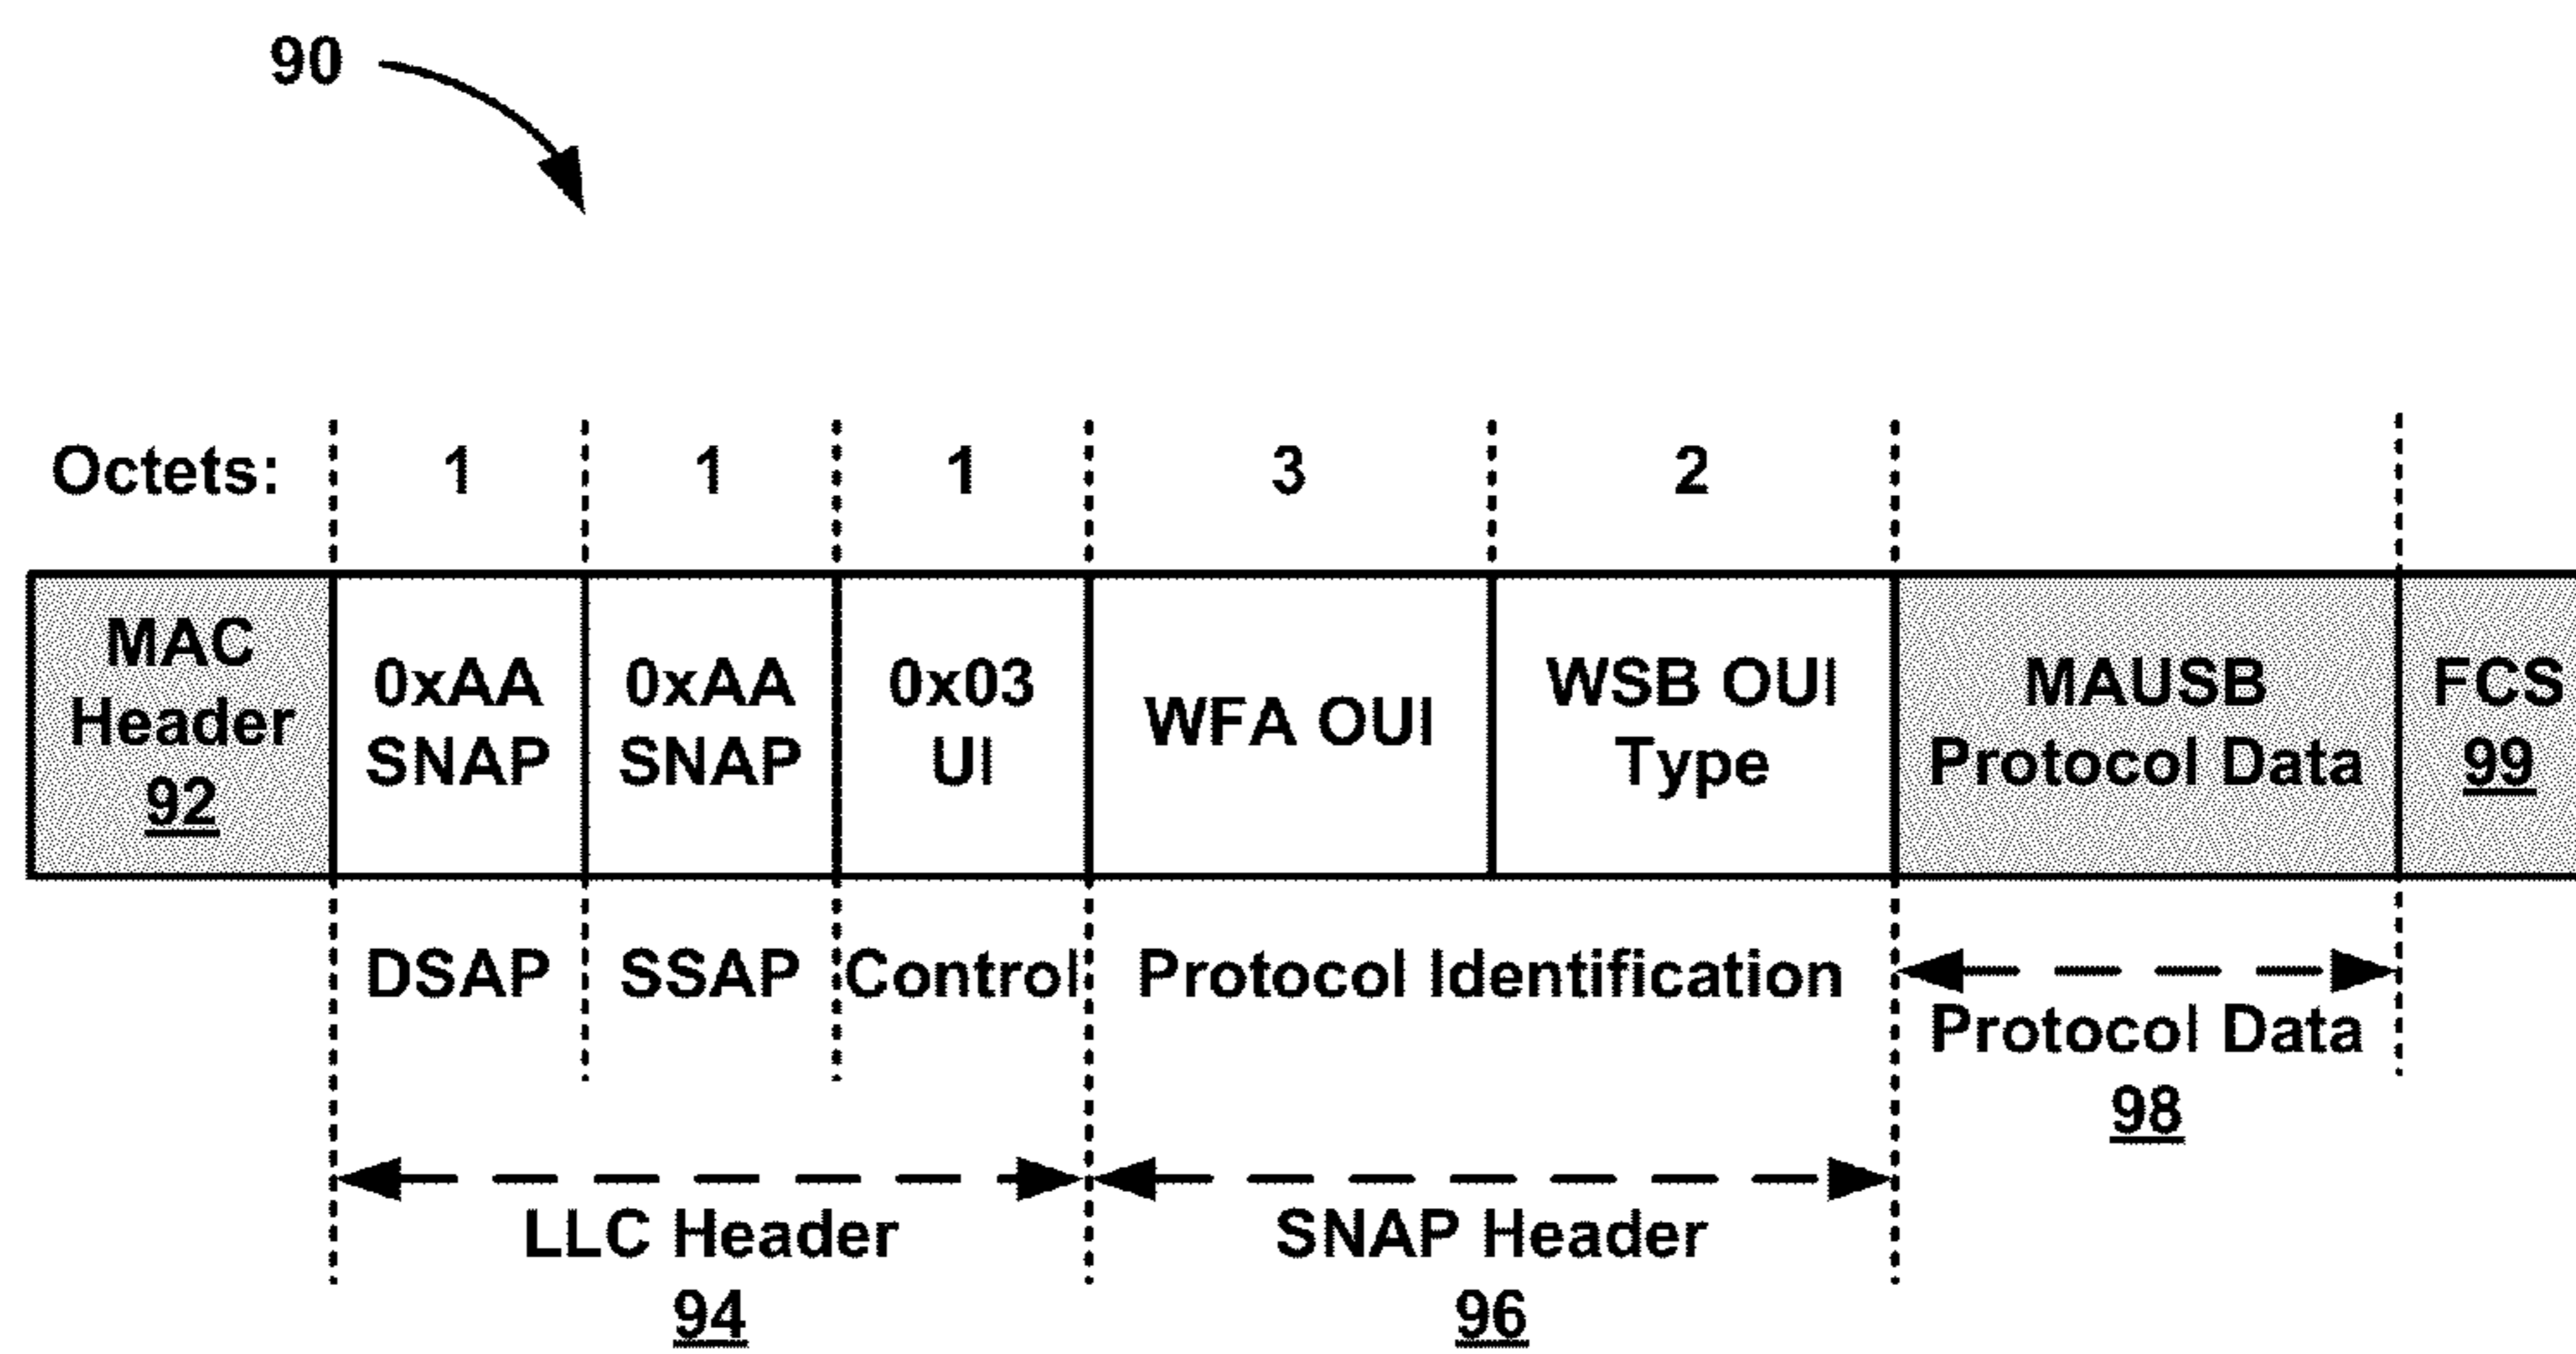 90
Octets: 1 1 1 3 2
MAC
Header
92
0xAA
SNAP
0xAA
SNAP
0x03
UI
WFA OUI
WSB OUI
Type
MAUSB
Protocol Data
FCS
99
DSAP SSAP Control Protocol Identification
Protocol Data
98
LLC Header
94
SNAP Header
96